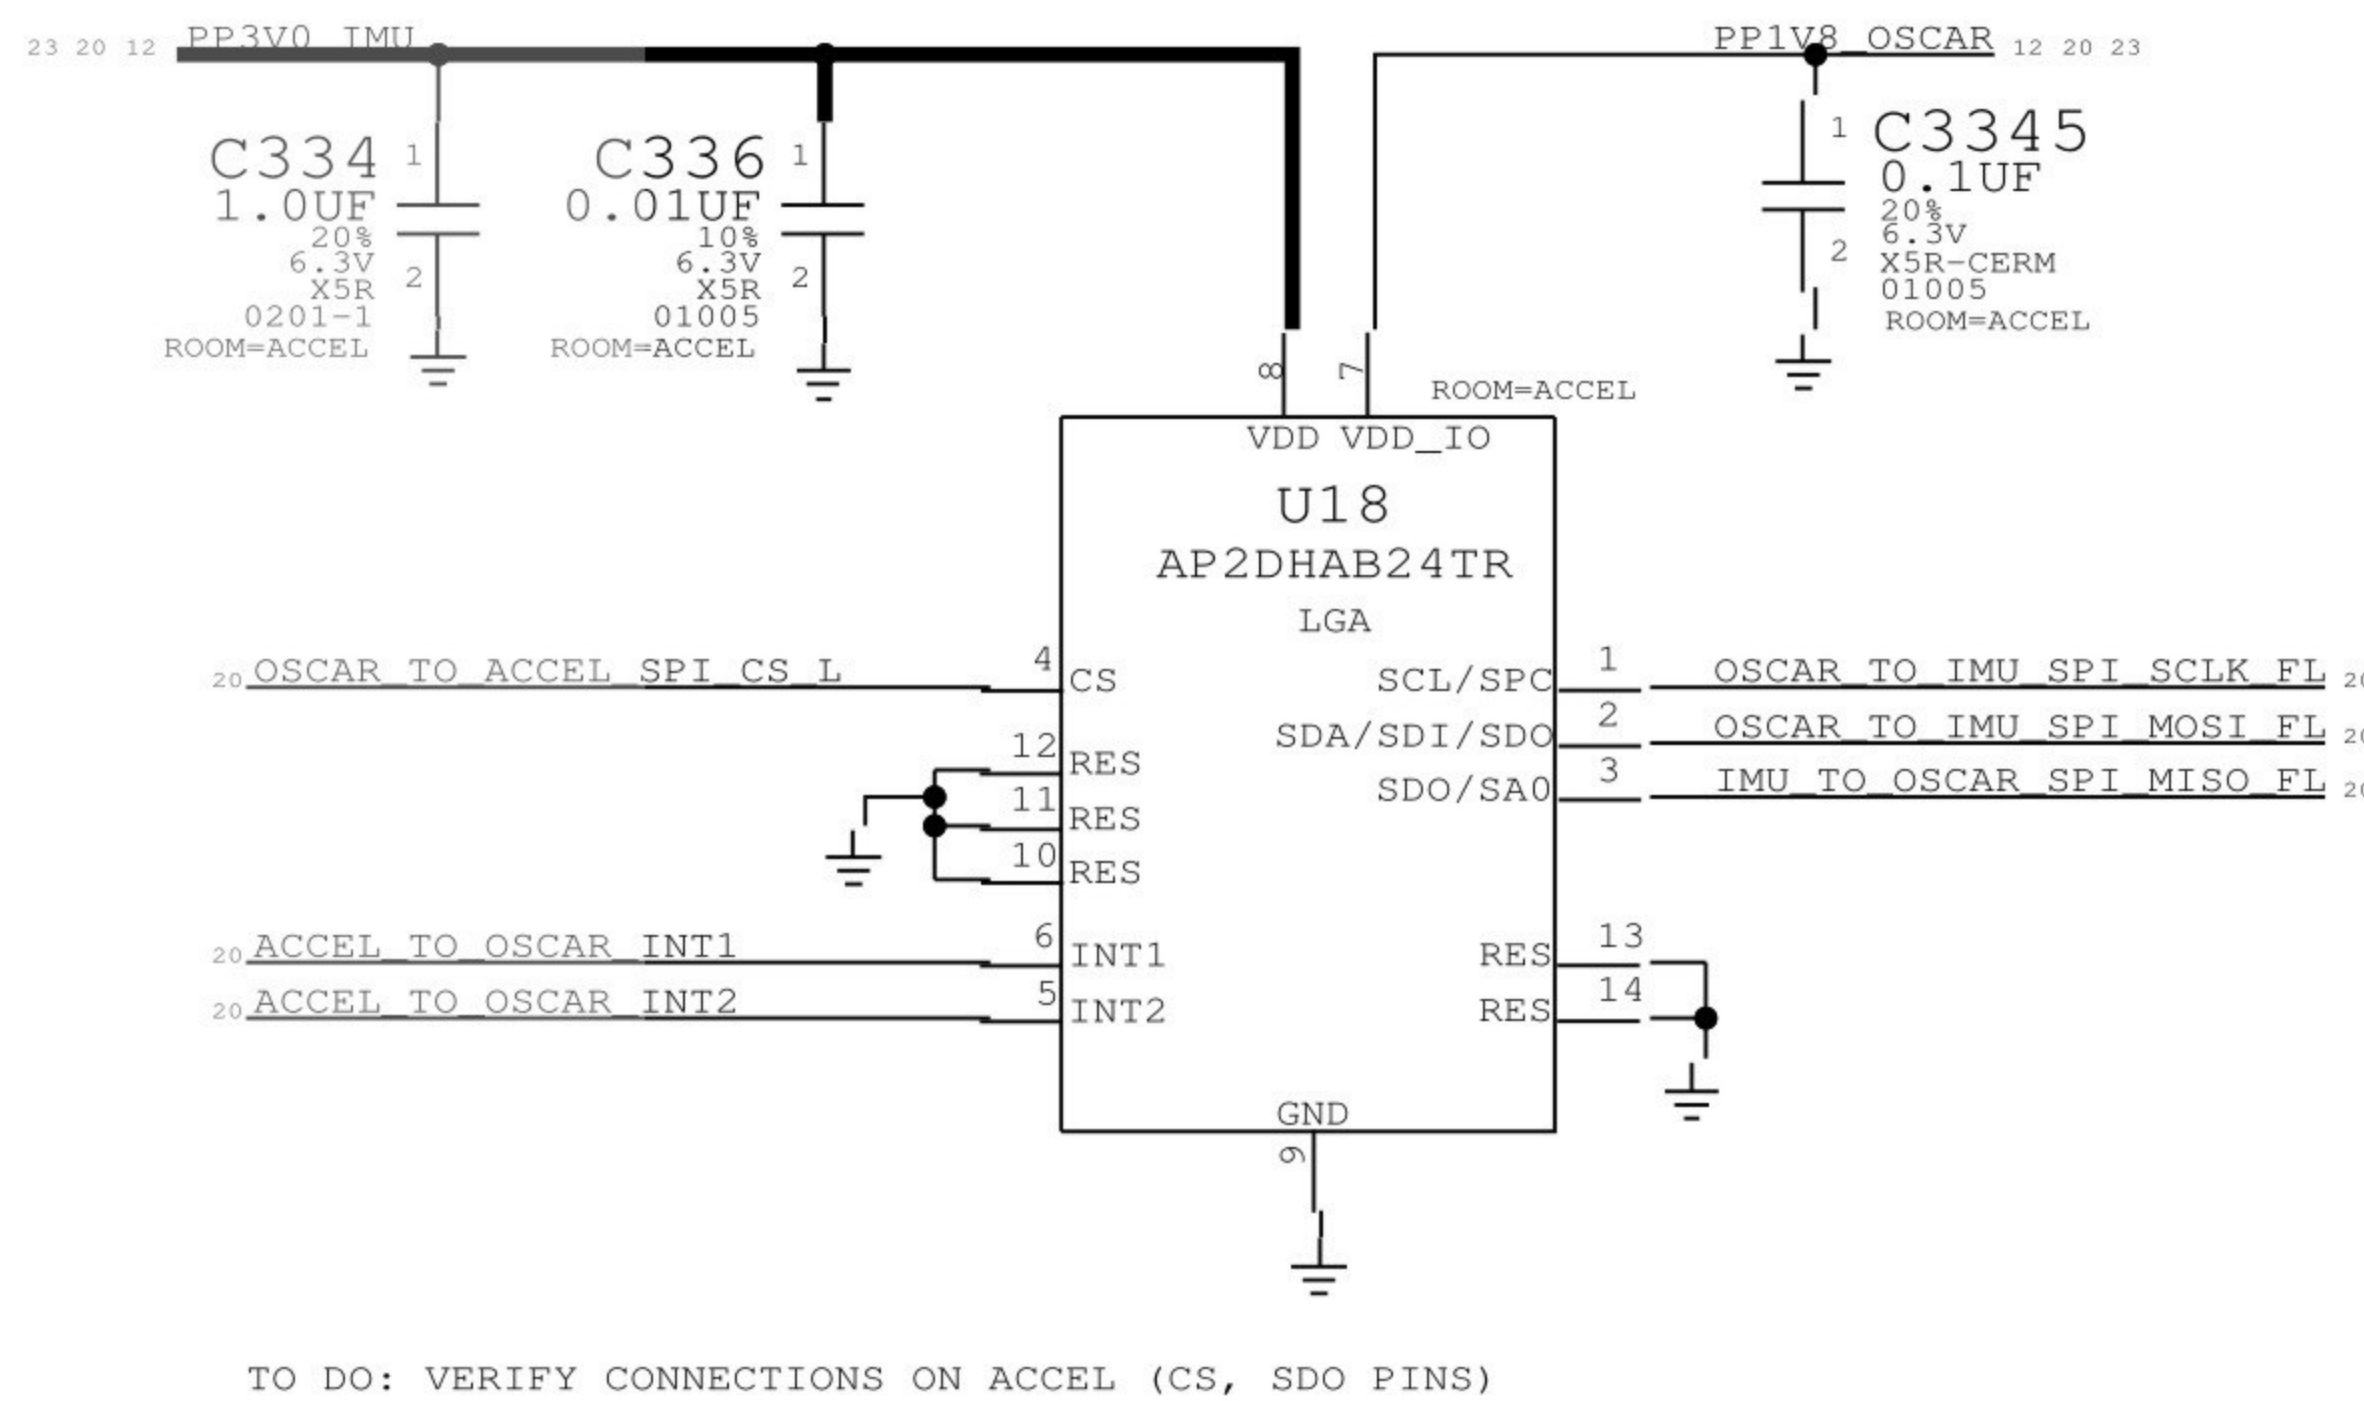 23 20 12 PP3V0_IMU
PP1V8_OSCAR 12 20 23
C334 1
1.0UF
20%
6.3V
X5R 2
0201-1
ROOM=ACCEL
C336 1
0.01UF
10%
6.3V
X5R 2
01005
ROOM=ACCEL
1 C3345
0.1UF
20%
6.3V
2 X5R-CERM
01005
ROOM=ACCEL
8 7
ROOM=ACCEL
VDD VDD_IO
U18
AP2DHAB24TR
LGA
20 OSCAR_TO_ACCEL_SPI_CS_L 4 CS
SCL/SPC 1 OSCAR_TO_IMU_SPI_SCLK_FL
SDA/SDI/SDO 2 OSCAR_TO_IMU_SPI_MOSI_FL
SDO/SA0 3 IMU_TO_OSCAR_SPI_MISO_FL
12 RES
11 RES
10 RES
20 ACCEL_TO_OSCAR_INT1 6 INT1
20 ACCEL_TO_OSCAR_INT2 5 INT2
RES 13
RES 14
GND
9
TO DO: VERIFY CONNECTIONS ON ACCEL (CS, SDO PINS)